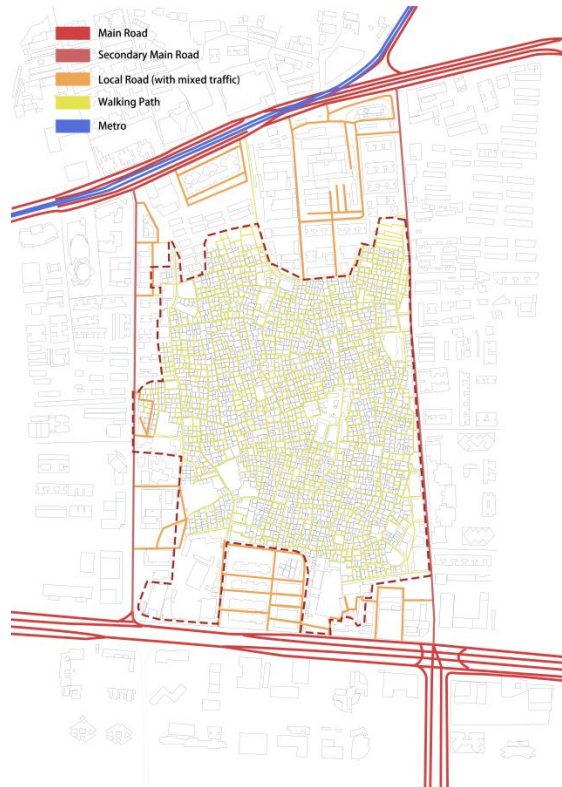 Main Road
Secondary Main Road
Local Road (with mixed traffic)
Walking Path
Metro